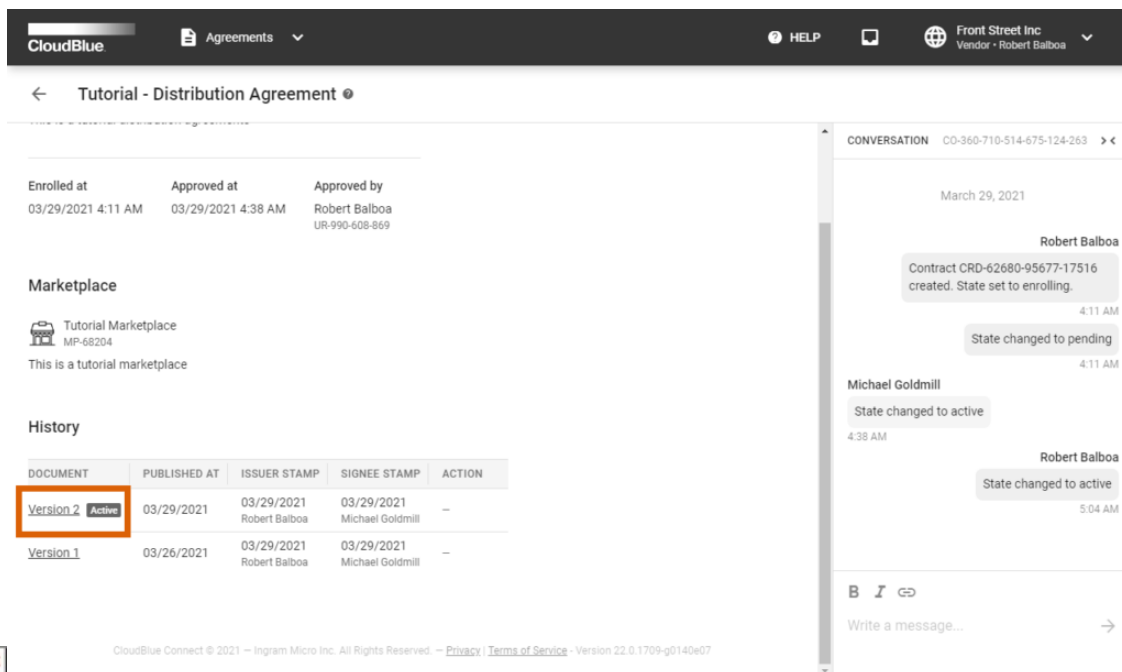 CloudBlue
Agreements
HELP
Front Street Inc
Vendor • Robert Balboa
Tutorial - Distribution Agreement
Enrolled at Approved at Approved by
03/29/2021 4:11 AM 03/29/2021 4:38 AM Robert Balboa
UR-990-608-869
Marketplace
Tutorial Marketplace
MP-68204
This is a tutorial marketplace
History
DOCUMENT PUBLISHED AT ISSUER STAMP SIGNEE STAMP ACTION
Version 2 Active 03/29/2021 03/29/2021 03/29/2021 –
Robert Balboa Michael Goldmill
Version 1 03/26/2021 03/29/2021 03/29/2021 –
Robert Balboa Michael Goldmill
CloudBlue Connect © 2021 — Ingram Micro Inc. All Rights Reserved. — Privacy | Terms of Service - Version 22.0.1709-g0140e07
CONVERSATION CO-360-710-514-675-124-263
March 29, 2021
Robert Balboa
Contract CRD-62680-95677-17516
created. State set to enrolling.
4:11 AM
State changed to pending
4:11 AM
Michael Goldmill
State changed to active
4:38 AM
Robert Balboa
State changed to active
5:04 AM
B I
Write a message...